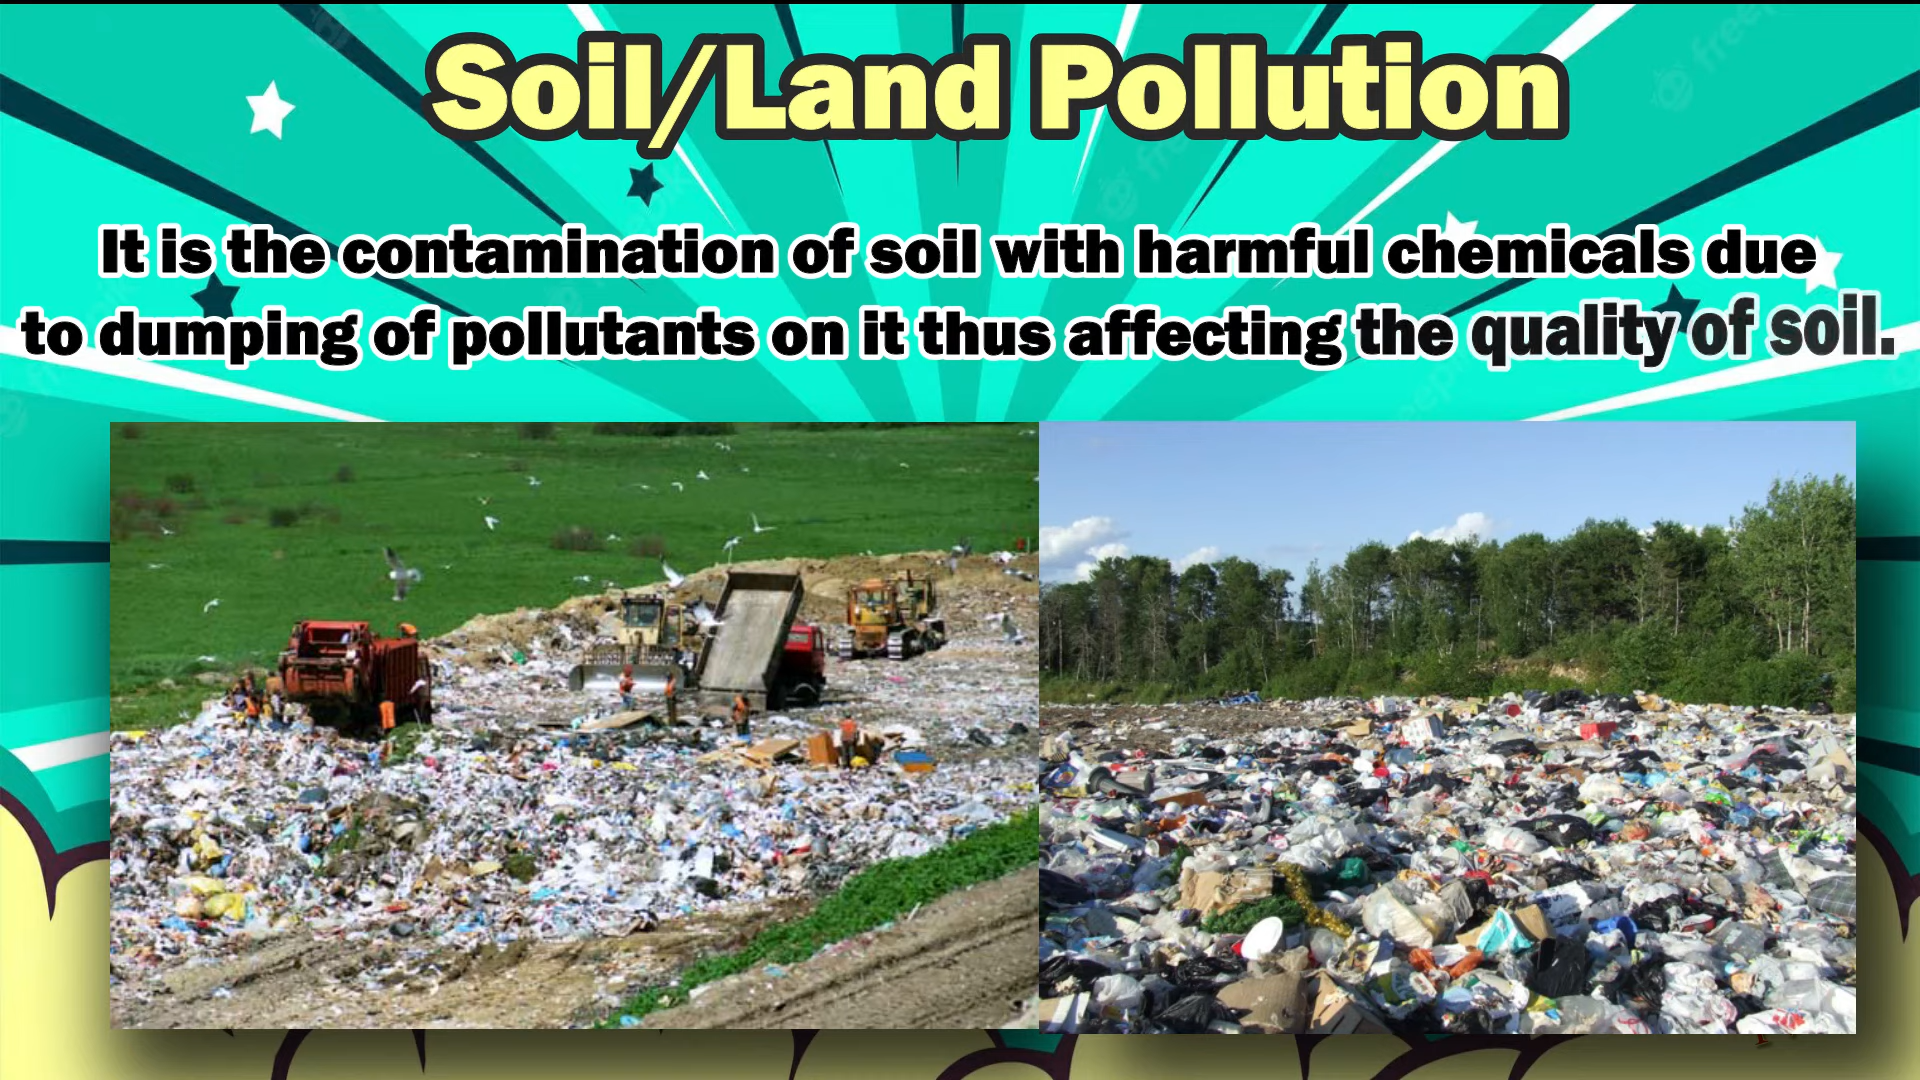 Soil/Land Pollution
It is the contamination of soil with harmful chemicals due
to dumping of pollutants on it thus affecting the quality of soil.